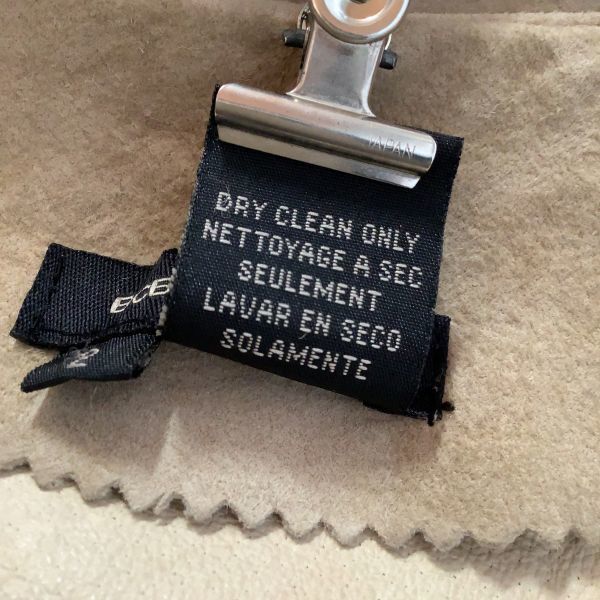 JAPAN
DRY CLEAN ONLY
NETTOYAGE A SEC
SEULEMENT
LAVAR EN SECO
SOLAMENTE